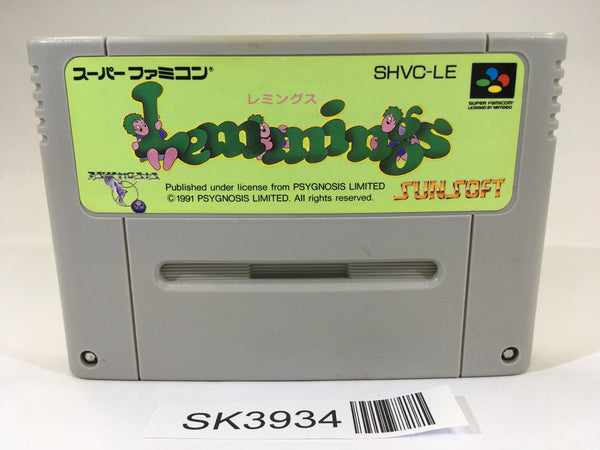 スーパーファミコン®
SHVC-LE
レミングス
Lemmings
SUPER FAMICOM
LICENSED BY NINTENDO
PSYGNOSIS
Published under license from PSYGNOSIS LIMITED
© 1991 PSYGNOSIS LIMITED. All rights reserved.
SUNSOFT
SK3934